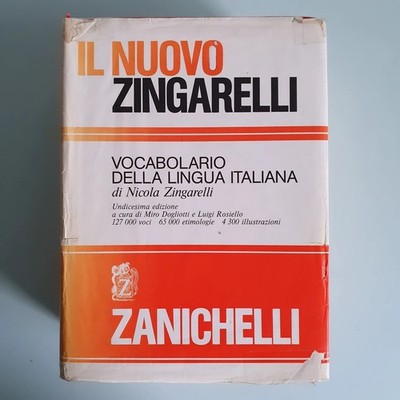 IL NUOVO
ZINGARELLI
VOCABOLARIO
DELLA LINGUA ITALIANA
di Nicola Zingarelli
Undicesima edizione
a cura di Miro Dogliotti e Luigi Rosiello
127 000 voci 65 000 etimologie 4 300 illustrazioni
Z
ZANICHELLI